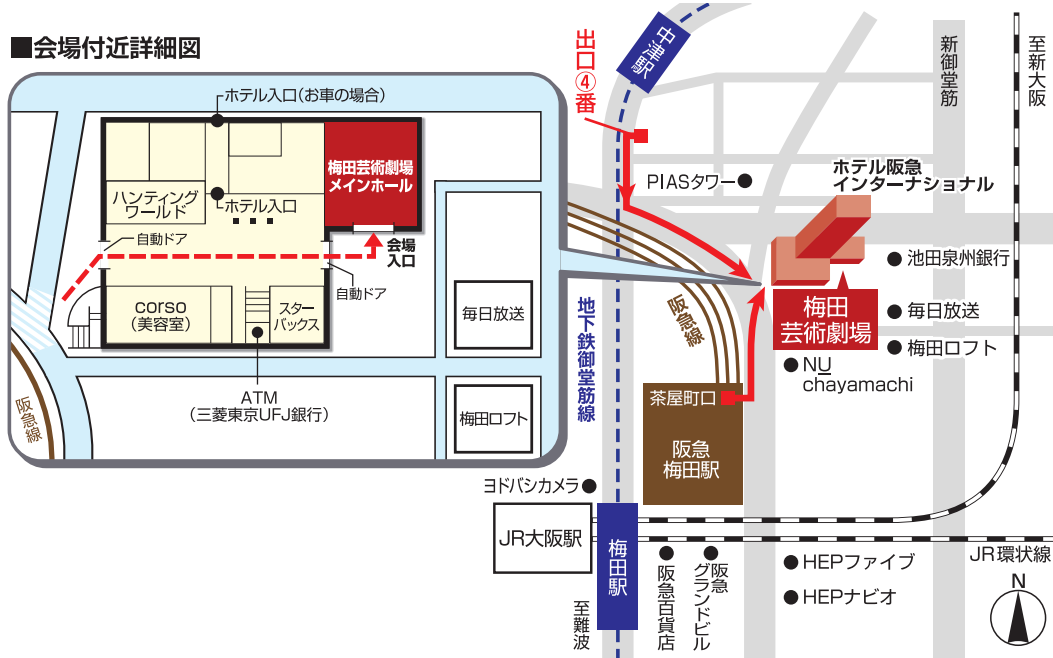 ■会場付近詳細図
ホテル入口(お車の場合)
梅田芸術劇場
メインホール
ハンティング
ワールド
ホテル入口
自動ドア
会場
入口
自動ドア
corso
(美容室)
スター
バックス
ATM
(三菱東京UFJ銀行)
毎日放送
梅田ロフト
阪急線
出口④番
中津駅
新御堂筋
至新大阪
PIASタワー
ホテル阪急
インターナショナル
池田泉州銀行
梅田
芸術劇場
毎日放送
梅田ロフト
NU
chayamachi
地下鉄御堂筋線
阪急線
茶屋町口
阪急
梅田駅
ヨドバシカメラ
JR大阪駅
梅田駅
至難波
阪急百貨店
阪急
グランドビル
HEPファイブ
HEPナビオ
JR環状線
N